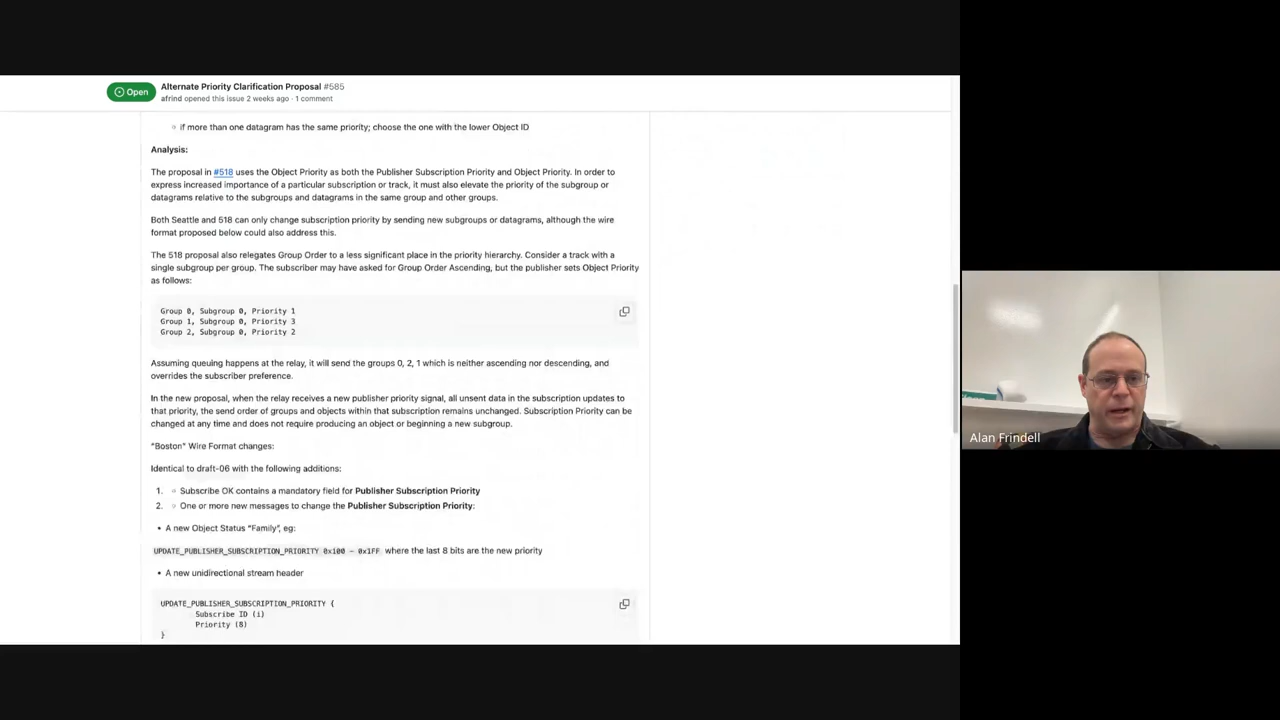 Open
Alternate Priority Clarification Proposal #585
afrind opened this issue 2 weeks ago · 1 comment
◦ if more than one datagram has the same priority; choose the one with the lower Object ID
Analysis:
The proposal in #518 uses the Object Priority as both the Publisher Subscription Priority and Object Priority. In order to
express increased importance of a particular subscription or track, it must also elevate the priority of the subgroup or
datagrams relative to the subgroups and datagrams in the same group and other groups.
Both Seattle and 518 can only change subscription priority by sending new subgroups or datagrams, although the wire
format proposed below could also address this.
The 518 proposal also relegates Group Order to a less significant place in the priority hierarchy. Consider a track with a
single subgroup per group. The subscriber may have asked for Group Order Ascending, but the publisher sets Object Priority
as follows:
Group 0, Subgroup 0, Priority 1
Group 1, Subgroup 0, Priority 3
Group 2, Subgroup 0, Priority 2
Assuming queuing happens at the relay, it will send the groups 0, 2, 1 which is neither ascending nor descending, and
overrides the subscriber preference.
In the new proposal, when the relay receives a new publisher priority signal, all unsent data in the subscription updates to
that priority, the send order of groups and objects within that subscription remains unchanged. Subscription Priority can be
changed at any time and does not require producing an object or beginning a new subgroup.
"Boston" Wire Format changes:
Identical to draft-06 with the following additions:
1. ◦ Subscribe OK contains a mandatory field for Publisher Subscription Priority
2. ◦ One or more new messages to change the Publisher Subscription Priority:
• A new Object Status "Family", eg:
UPDATE_PUBLISHER_SUBSCRIPTION_PRIORITY 0x100 - 0x1FF where the last 8 bits are the new priority
• A new unidirectional stream header
UPDATE_PUBLISHER_SUBSCRIPTION_PRIORITY {
Subscribe ID (i)
Priority (8)
}
Alan Frindell